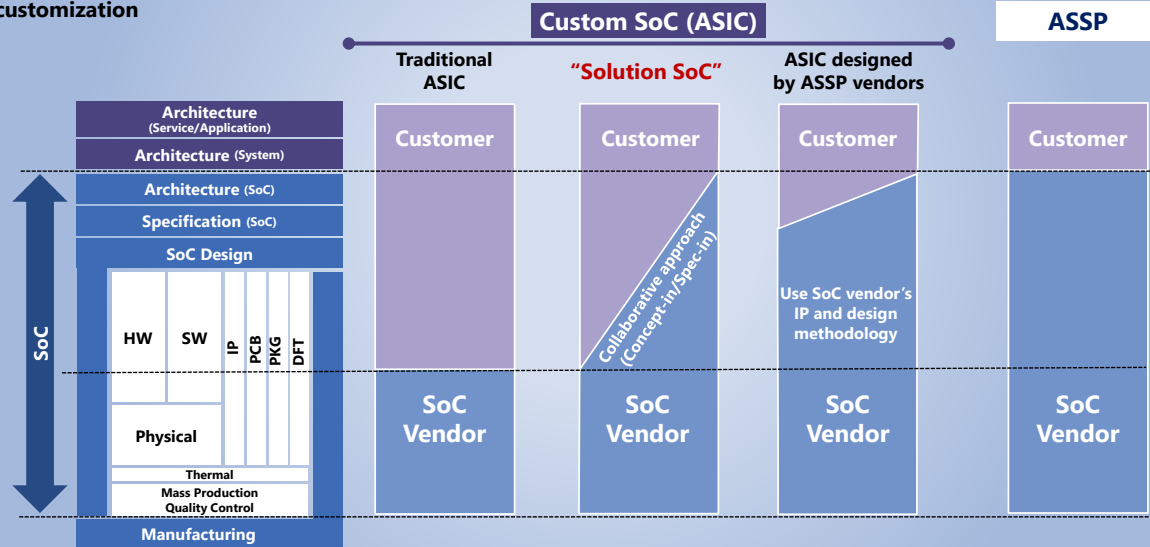 customization
Custom SoC (ASIC)
ASSP
Traditional
ASIC
“Solution SoC”
ASIC designed
by ASSP vendors
Architecture
(Service/Application)
Architecture (System)
Architecture (SoC)
Specification (SoC)
SoC Design
SoC
HW
SW
IP
PCB
PKG
DFT
Physical
Thermal
Mass Production
Quality Control
Manufacturing
Customer
SoC
Vendor
Customer
Collaborative approach
(Concept-in/Spec-in)
SoC
Vendor
Customer
Use SoC vendor’s
IP and design
methodology
SoC
Vendor
Customer
SoC
Vendor